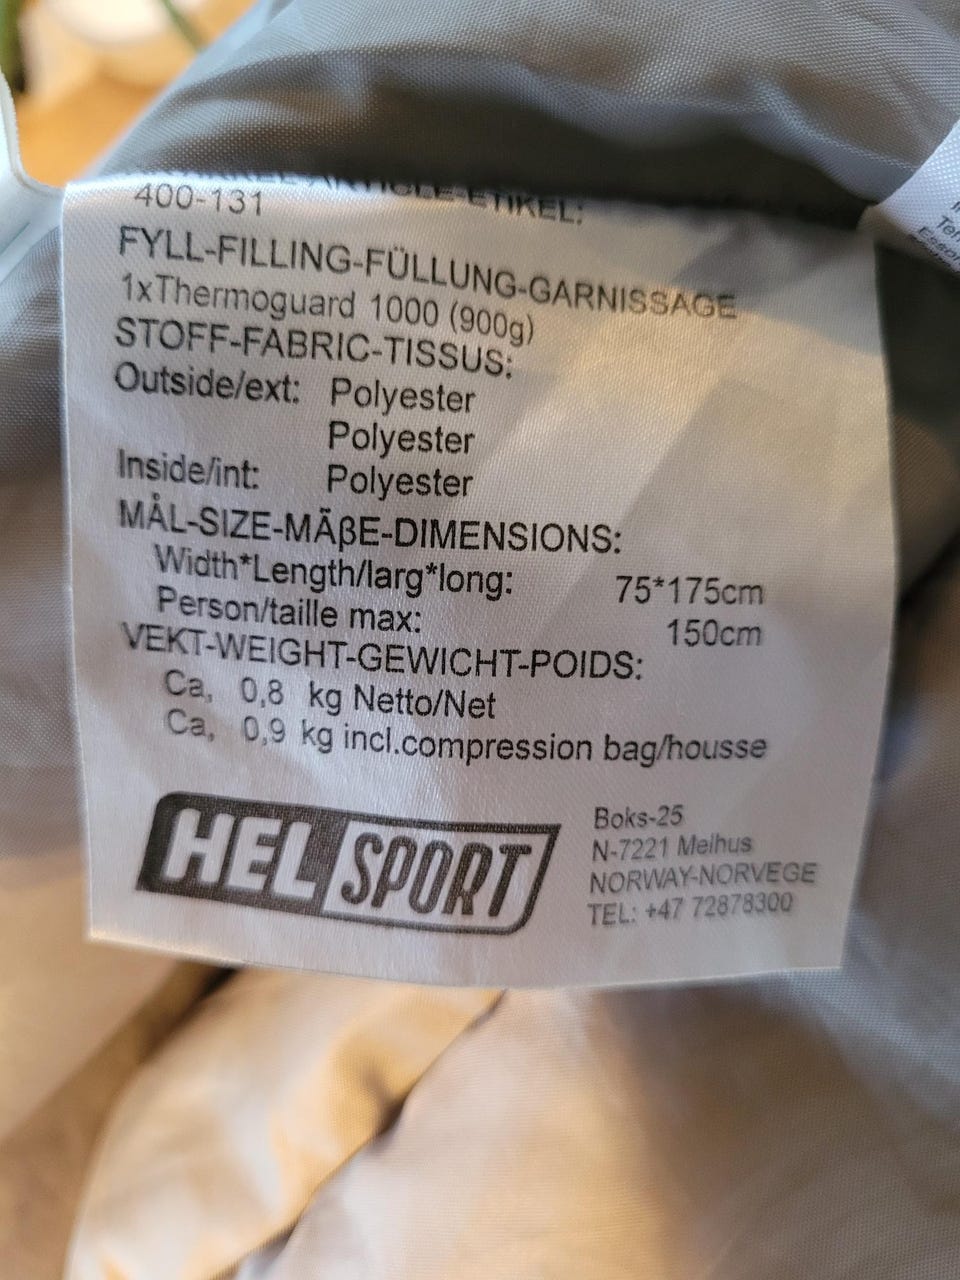 ARTICLE-ETIKEL:
400-131
FYLL-FILLING-FÜLLUNG-GARNISSAGE
1xThermoguard 1000 (900g)
STOFF-FABRIC-TISSUS:
Outside/ext: Polyester
Polyester
Inside/int: Polyester
MÅL-SIZE-MÄβE-DIMENSIONS:
Width*Length/larg*long: 75*175cm
Person/taille max: 150cm
VEKT-WEIGHT-GEWICHT-POIDS:
Ca, 0,8 kg Netto/Net
Ca, 0,9 kg incl.compression bag/housse
HEL SPORT
Boks-25
N-7221 Melhus
NORWAY-NORVEGE
TEL: +47 72878300